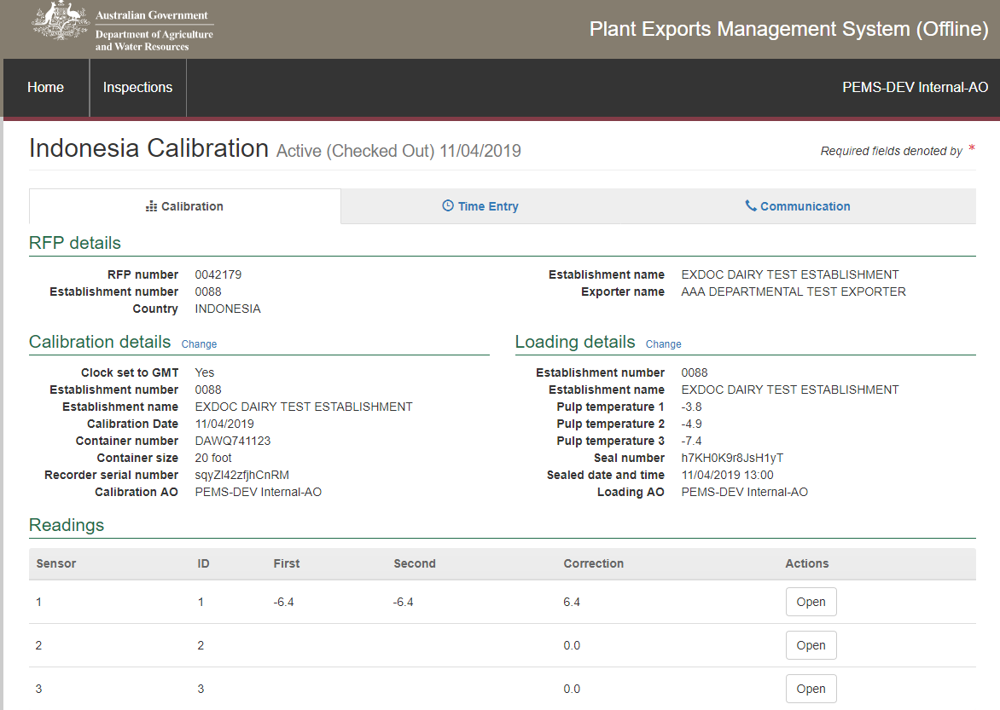 Australian Government
Department of Agriculture
and Water Resources
Plant Exports Management System (Offline)
Home
Inspections
PEMS-DEV Internal-AO
Indonesia Calibration Active (Checked Out) 11/04/2019
Required fields denoted by *
Calibration
Time Entry
Communication
RFP details
RFP number 0042179
Establishment number 0088
Country INDONESIA
Establishment name EXDOC DAIRY TEST ESTABLISHMENT
Exporter name AAA DEPARTMENTAL TEST EXPORTER
Calibration details Change
Clock set to GMT Yes
Establishment number 0088
Establishment name EXDOC DAIRY TEST ESTABLISHMENT
Calibration Date 11/04/2019
Container number DAWQ741123
Container size 20 foot
Recorder serial number sqyZI42zfjhCnRM
Calibration AO PEMS-DEV Internal-AO
Loading details Change
Establishment number 0088
Establishment name EXDOC DAIRY TEST ESTABLISHMENT
Pulp temperature 1 -3.8
Pulp temperature 2 -4.9
Pulp temperature 3 -7.4
Seal number h7KH0K9r8JsH1yT
Sealed date and time 11/04/2019 13:00
Loading AO PEMS-DEV Internal-AO
Readings
Sensor ID First Second Correction Actions
1 1 -6.4 -6.4 6.4 Open
2 2 0.0 Open
3 3 0.0 Open